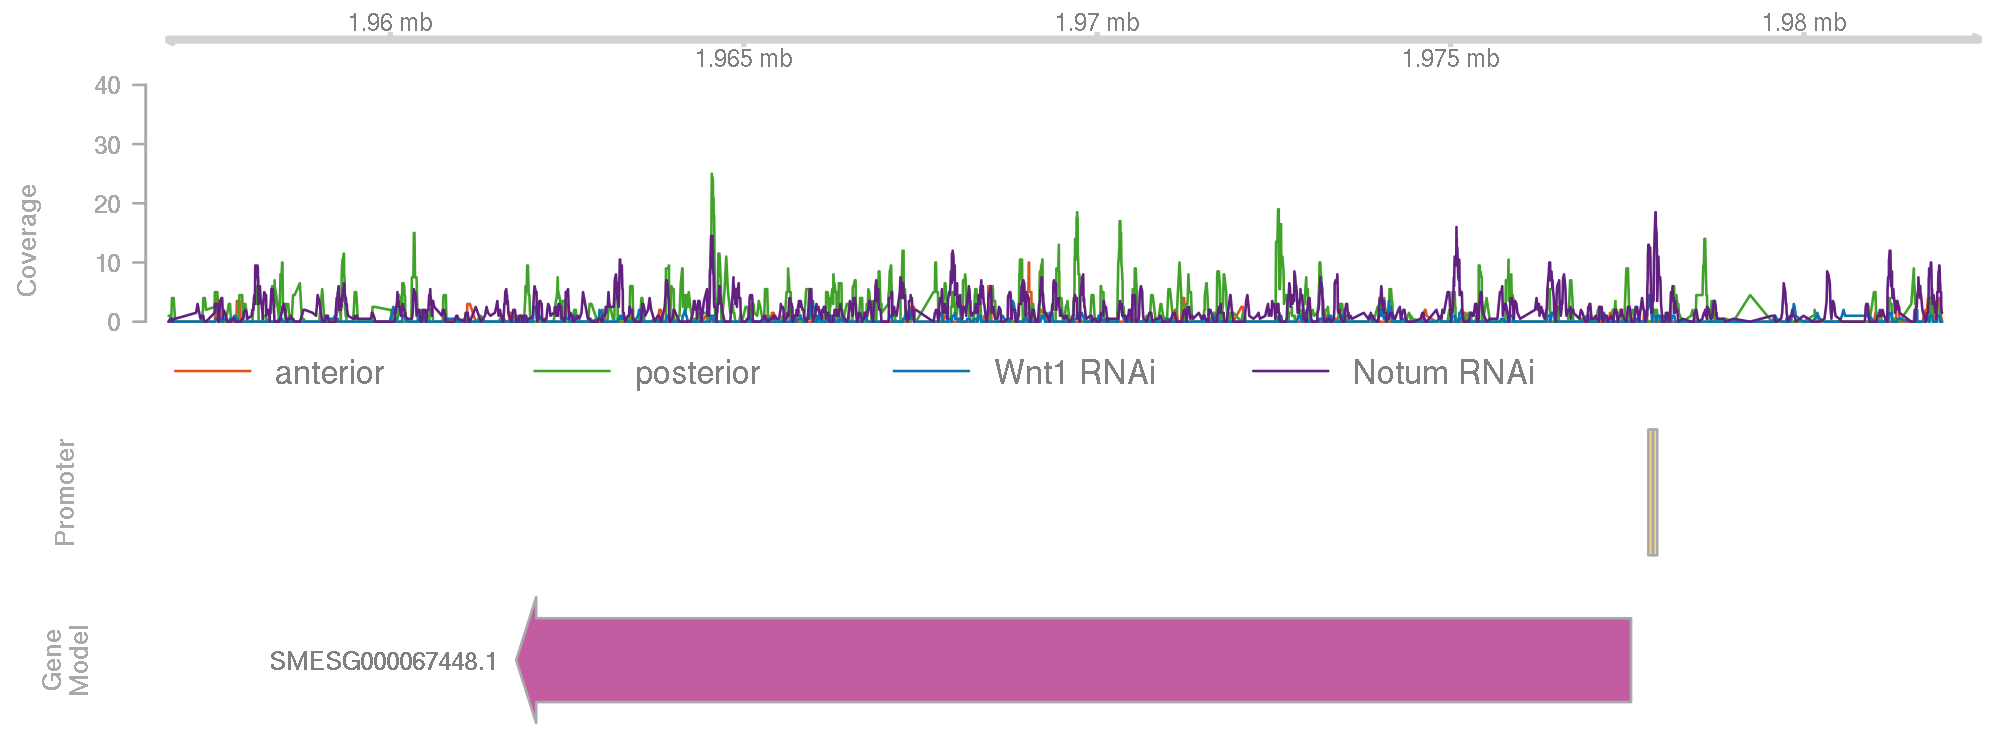 1.96 mb
1.97 mb
1.98 mb
1.965 mb
1.975 mb
40
30
20
10
0
Coverage
anterior
posterior
Wnt1 RNAi
Notum RNAi
Promoter
Gene
Model
SMESG000067448.1